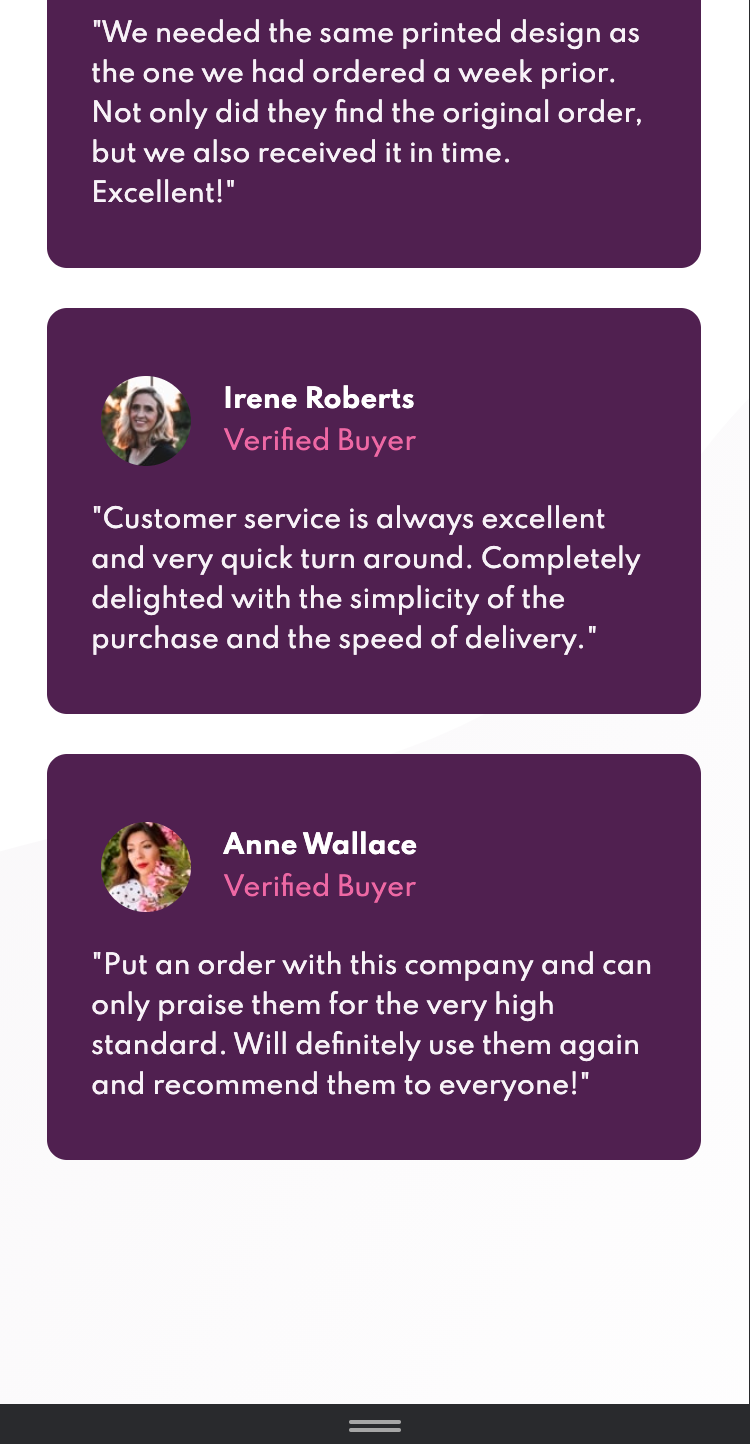 "We needed the same printed design as
the one we had ordered a week prior.
Not only did they find the original order,
but we also received it in time.
Excellent!"
Irene Roberts
Verified Buyer
"Customer service is always excellent
and very quick turn around. Completely
delighted with the simplicity of the
purchase and the speed of delivery."
Anne Wallace
Verified Buyer
"Put an order with this company and can
only praise them for the very high
standard. Will definitely use them again
and recommend them to everyone!"